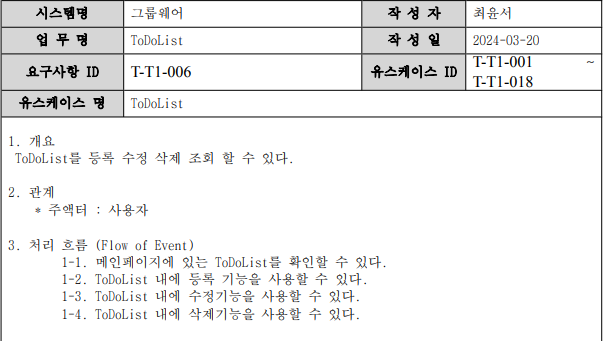 시스템명 그룹웨어 작 성 자 최윤서
업 무 명 ToDoList 작 성 일 2024-03-20
요구사항 ID T-T1-006 유스케이스 ID T-T1-001 ~
T-T1-018
유스케이스 명 ToDoList
1. 개요
ToDoList를 등록 수정 삭제 조회 할 수 있다.
2. 관계
* 주액터 : 사용자
3. 처리 흐름 (Flow of Event)
1-1. 메인페이지에 있는 ToDoList를 확인할 수 있다.
1-2. ToDoList 내에 등록 기능을 사용할 수 있다.
1-3. ToDoList 내에 수정기능을 사용할 수 있다.
1-4. ToDoList 내에 삭제기능을 사용할 수 있다.